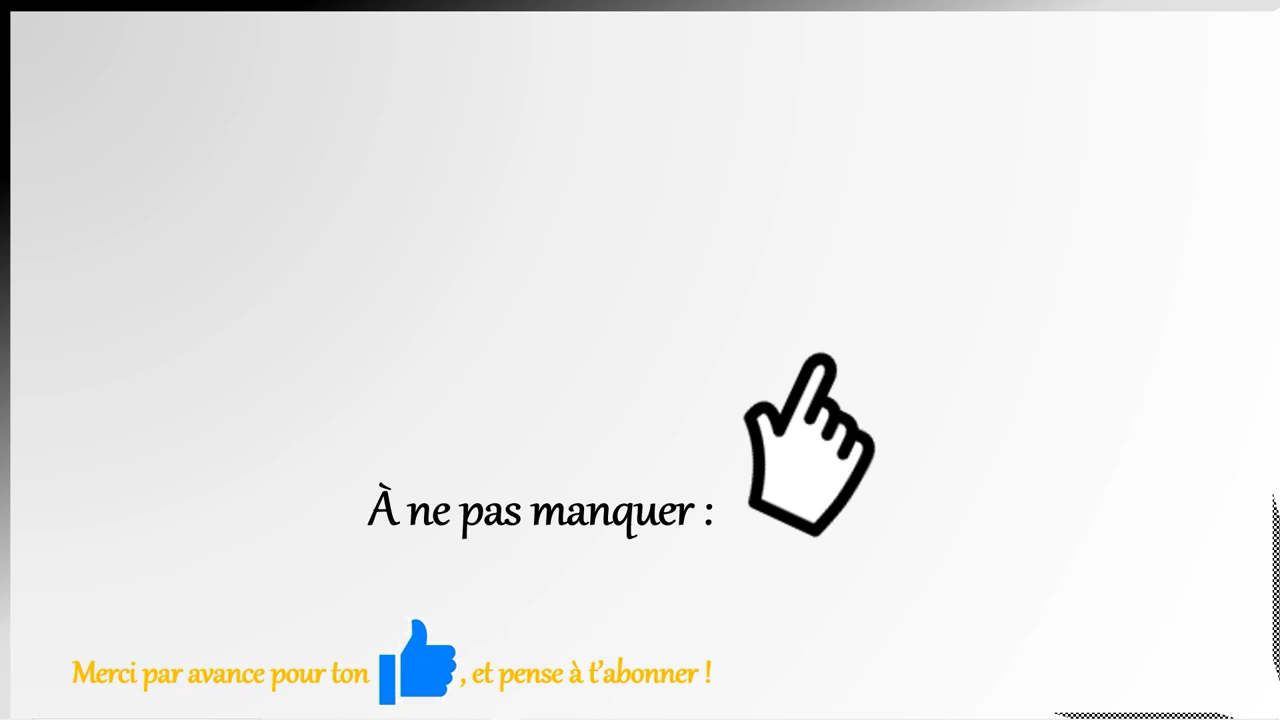 À ne pas manquer :
Merci par avance pour ton , et pense à t'abonner !